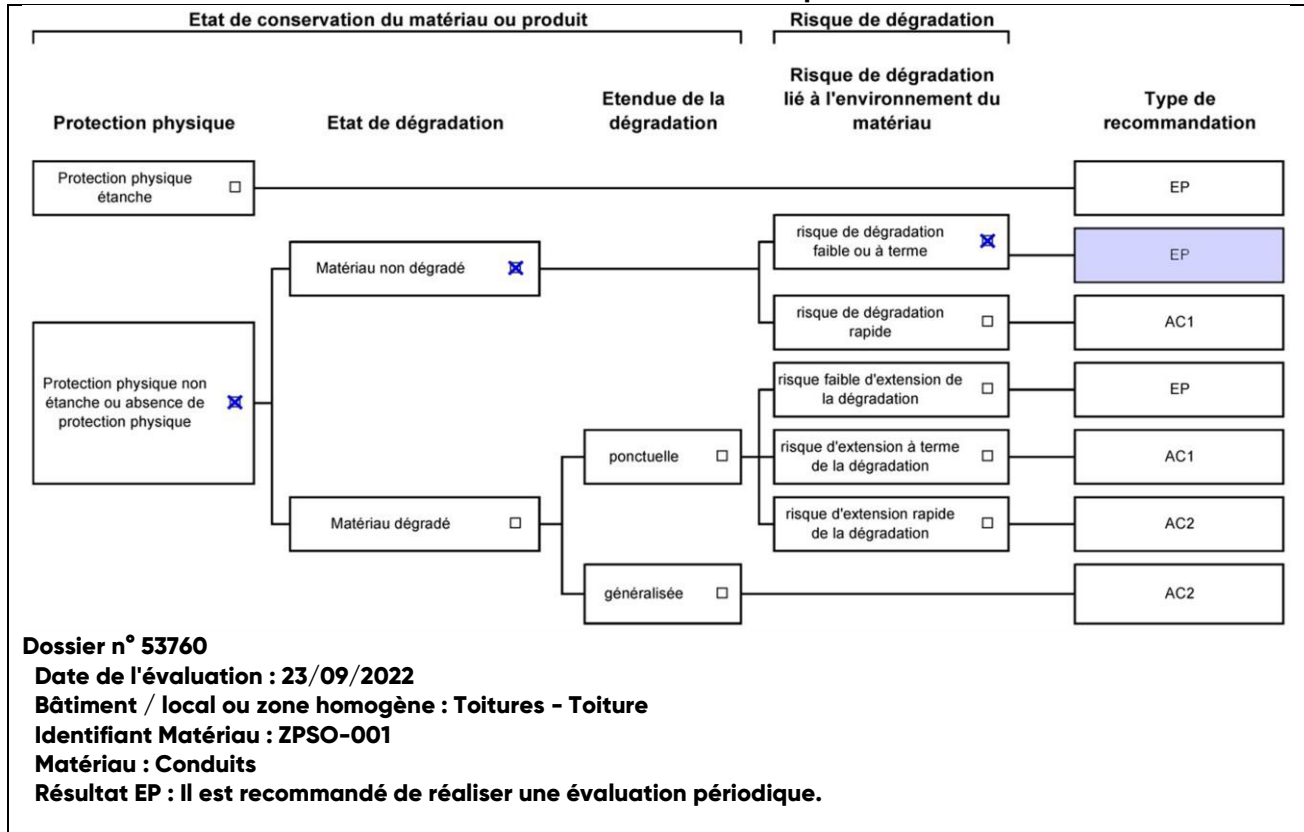 Etat de conservation du matériau ou produit
Risque de dégradation
Protection physique
Etat de dégradation
Etendue de la
dégradation
Risque de dégradation
lié à l'environnement du
matériau
Type de
recommandation
Protection physique
étanche
EP
Matériau non dégradé
risque de dégradation
faible ou à terme
EP
risque de dégradation
rapide
AC1
Protection physique non
étanche ou absence de
protection physique
risque faible d'extension de
la dégradation
EP
ponctuelle
risque d'extension à terme
de la dégradation
AC1
Matériau dégradé
risque d'extension rapide
de la dégradation
AC2
généralisée
AC2
Dossier n° 53760
Date de l'évaluation : 23/09/2022
Bâtiment / local ou zone homogène : Toitures - Toiture
Identifiant Matériau : ZPSO-001
Matériau : Conduits
Résultat EP : Il est recommandé de réaliser une évaluation périodique.